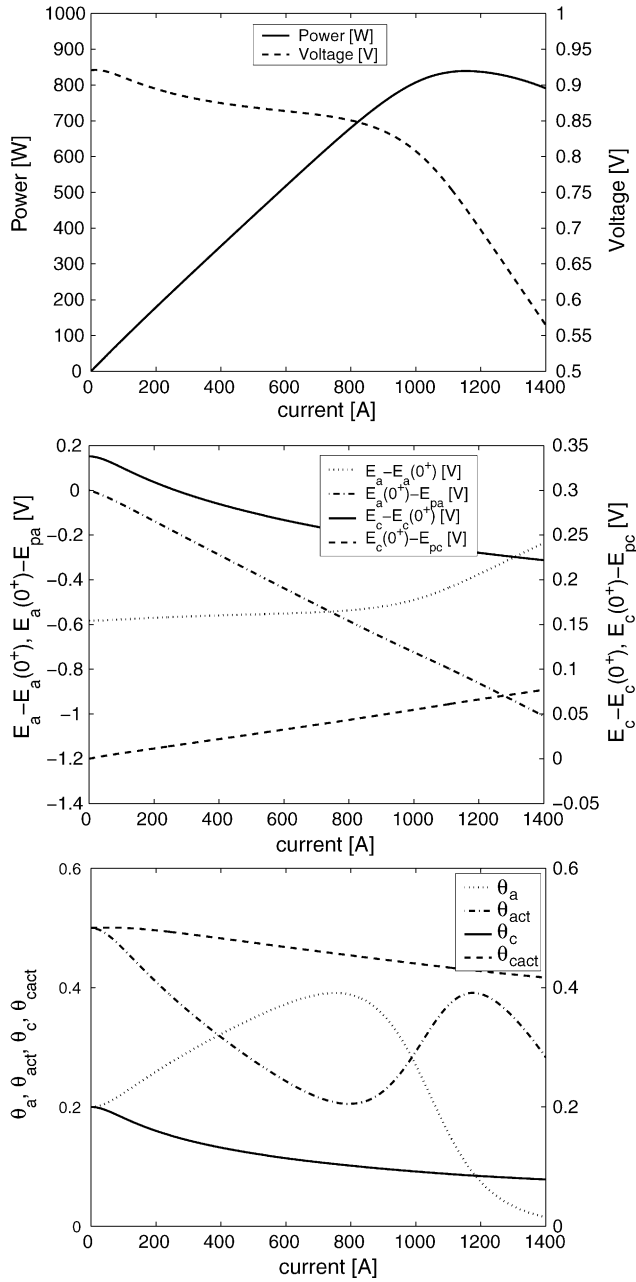 1000
900
800
700
600
500
400
300
200
100
0
Power [W]
Power [W]
Voltage [V]
1
0.95
0.9
0.85
0.8
0.75
0.7
0.65
0.6
0.55
0.5
Voltage [V]
0 200 400 600 800 1000 1200 1400
current [A]
0.2
0
−0.2
−0.4
−0.6
−0.8
−1
−1.2
−1.4
E_a−E_a(0⁺), E_a(0⁺)−E_pa [V]
E_a−E_a(0⁺) [V]
E_a(0⁺)−E_pa [V]
E_c−E_c(0⁺) [V]
E_c(0⁺)−E_pc [V]
0.35
0.3
0.25
0.2
0.15
0.1
0.05
0
−0.05
E_c−E_c(0⁺), E_c(0⁺)−E_pc [V]
0 200 400 600 800 1000 1200 1400
current [A]
0.6
0.4
0.2
0
θ_a, θ_act, θ_c, θ_cact
θ_a
θ_act
θ_c
θ_cact
0.6
0.4
0.2
0
0 200 400 600 800 1000 1200 1400
current [A]